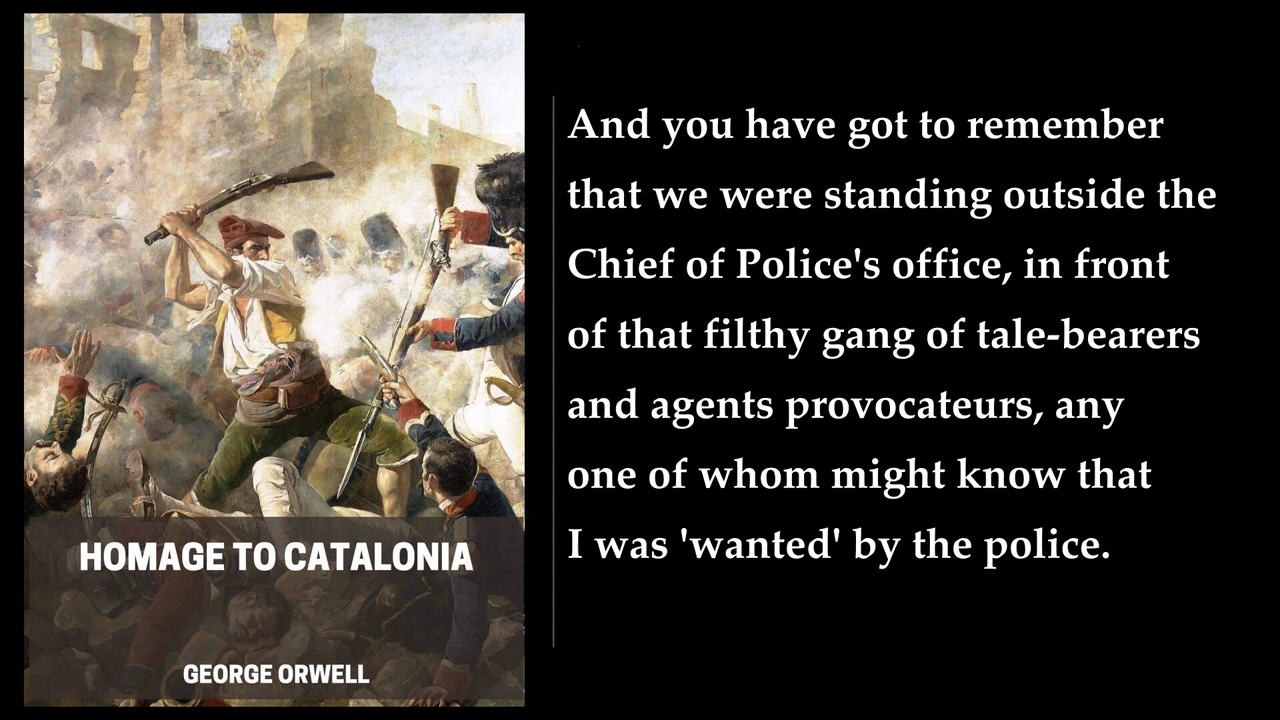 HOMAGE TO CATALONIA
GEORGE ORWELL
And you have got to remember
that we were standing outside the
Chief of Police's office, in front
of that filthy gang of tale-bearers
and agents provocateurs, any
one of whom might know that
I was 'wanted' by the police.